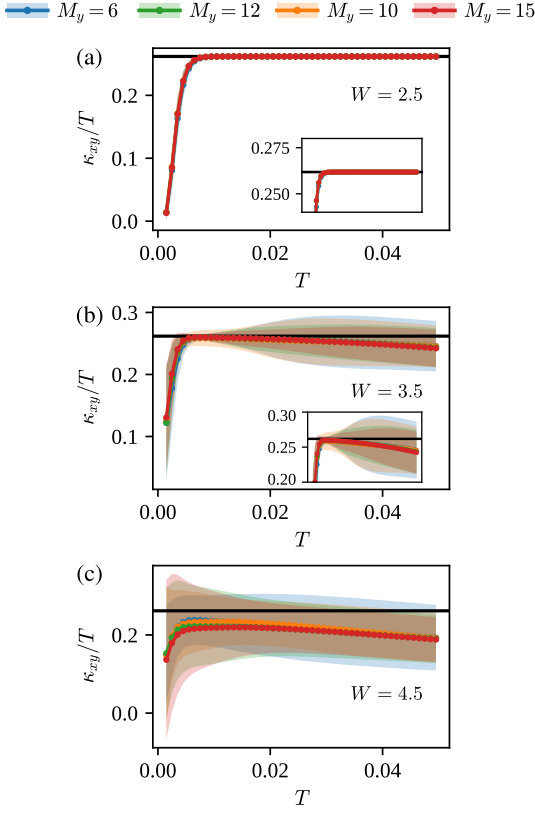 M_y = 6 M_y = 12 M_y = 10 M_y = 15
(a)
κ_xy/T
0.2
0.1
0.0
W = 2.5
0.275
0.250
0.00 0.02 0.04
T
(b)
κ_xy/T
0.3
0.2
0.1
W = 3.5
0.30
0.25
0.20
0.00 0.02 0.04
T
(c)
κ_xy/T
0.2
0.0
W = 4.5
0.00 0.02 0.04
T